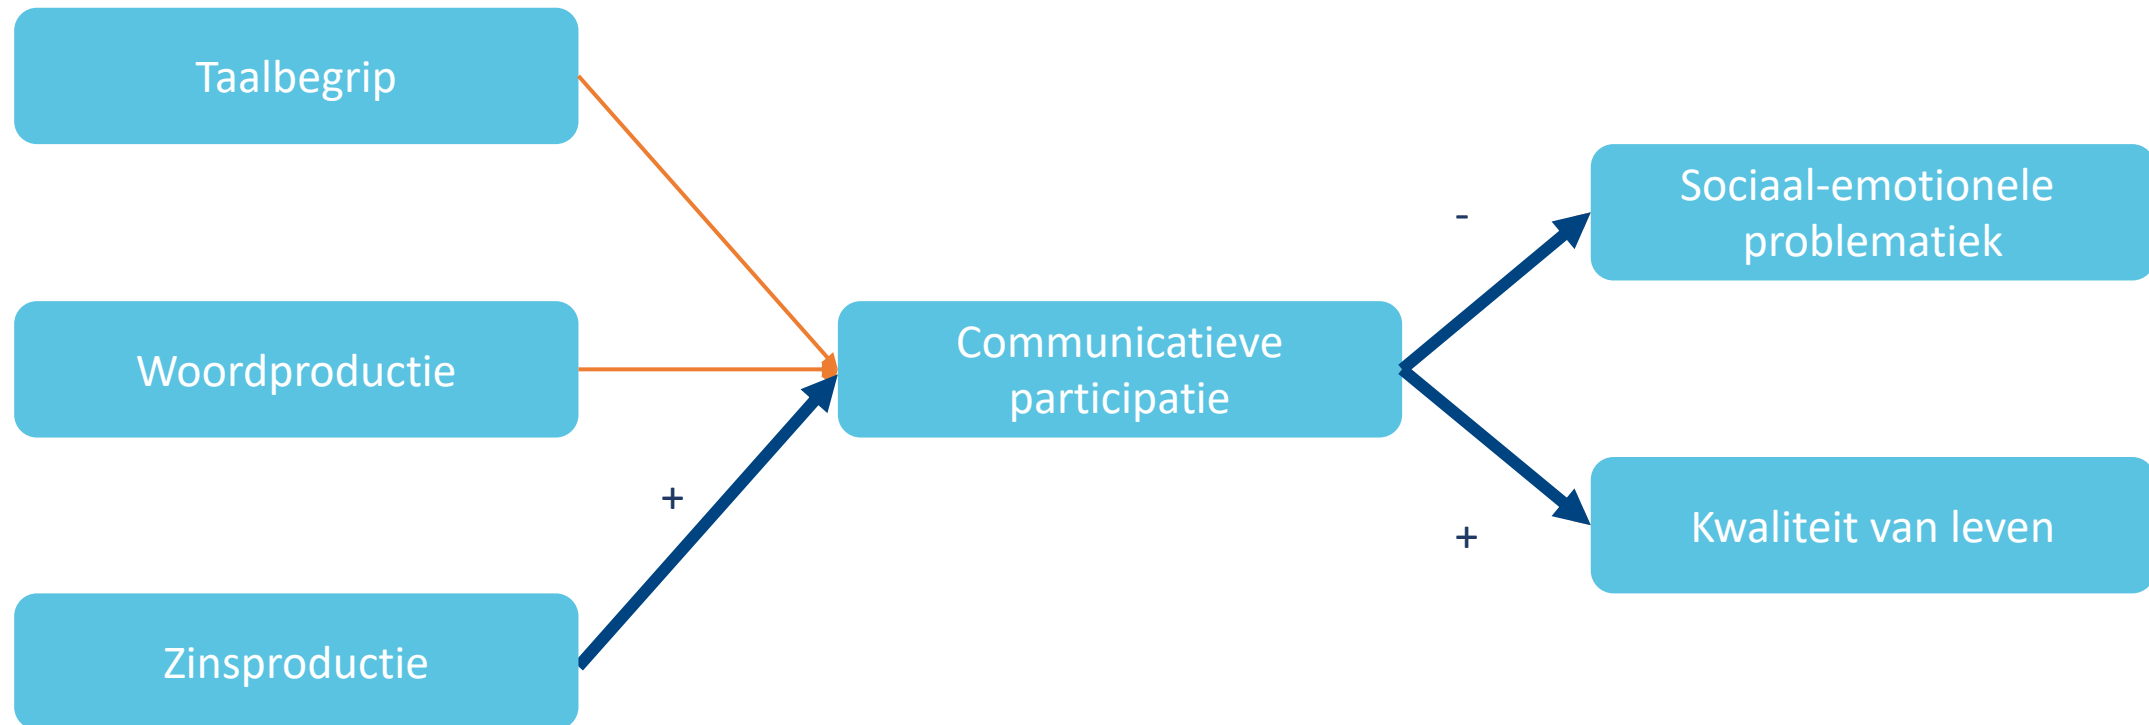 Taalbegrip
Woordproductie
Zinsproductie
+
Communicatieve
participatie
-
+
Sociaal-emotionele
problematiek
Kwaliteit van leven